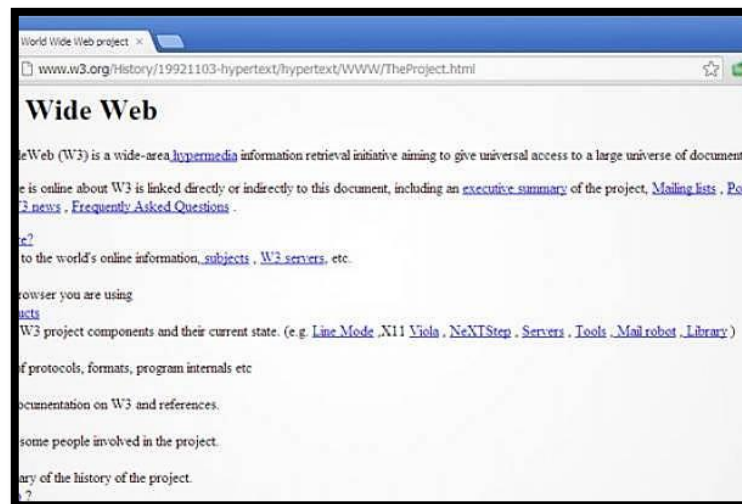 World Wide Web project ×
www.w3.org/History/19921103-hypertext/hypertext/WWW/TheProject.html
Wide Web
leWeb (W3) is a wide-area hypermedia information retrieval initiative aiming to give universal access to a large universe of document
e is online about W3 is linked directly or indirectly to this document, including an executive summary of the project, Mailing lists , Po
3 news , Frequently Asked Questions .
re?
to the world's online information, subjects , W3 servers, etc.
rowser you are using
ucts
W3 project components and their current state. (e.g. Line Mode ,X11 Viola , NeXTStep , Servers , Tools , Mail robot , Library )
f protocols, formats, program internals etc
ocumentation on W3 and references.
some people involved in the project.
ary of the history of the project.
?